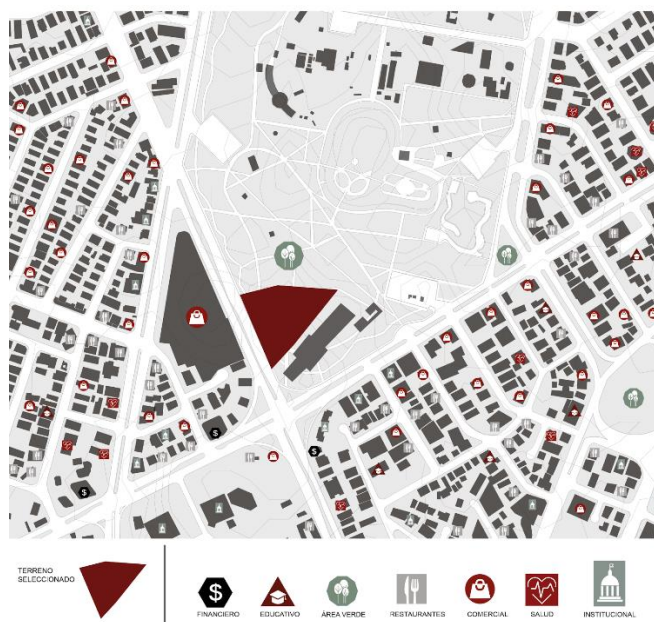 TERRENO
SELECCIONADO
FINANCIERO
EDUCATIVO
ÁREA VERDE
RESTAURANTES
COMERCIAL
SALUD
INSTITUCIONAL
$
$
$
$